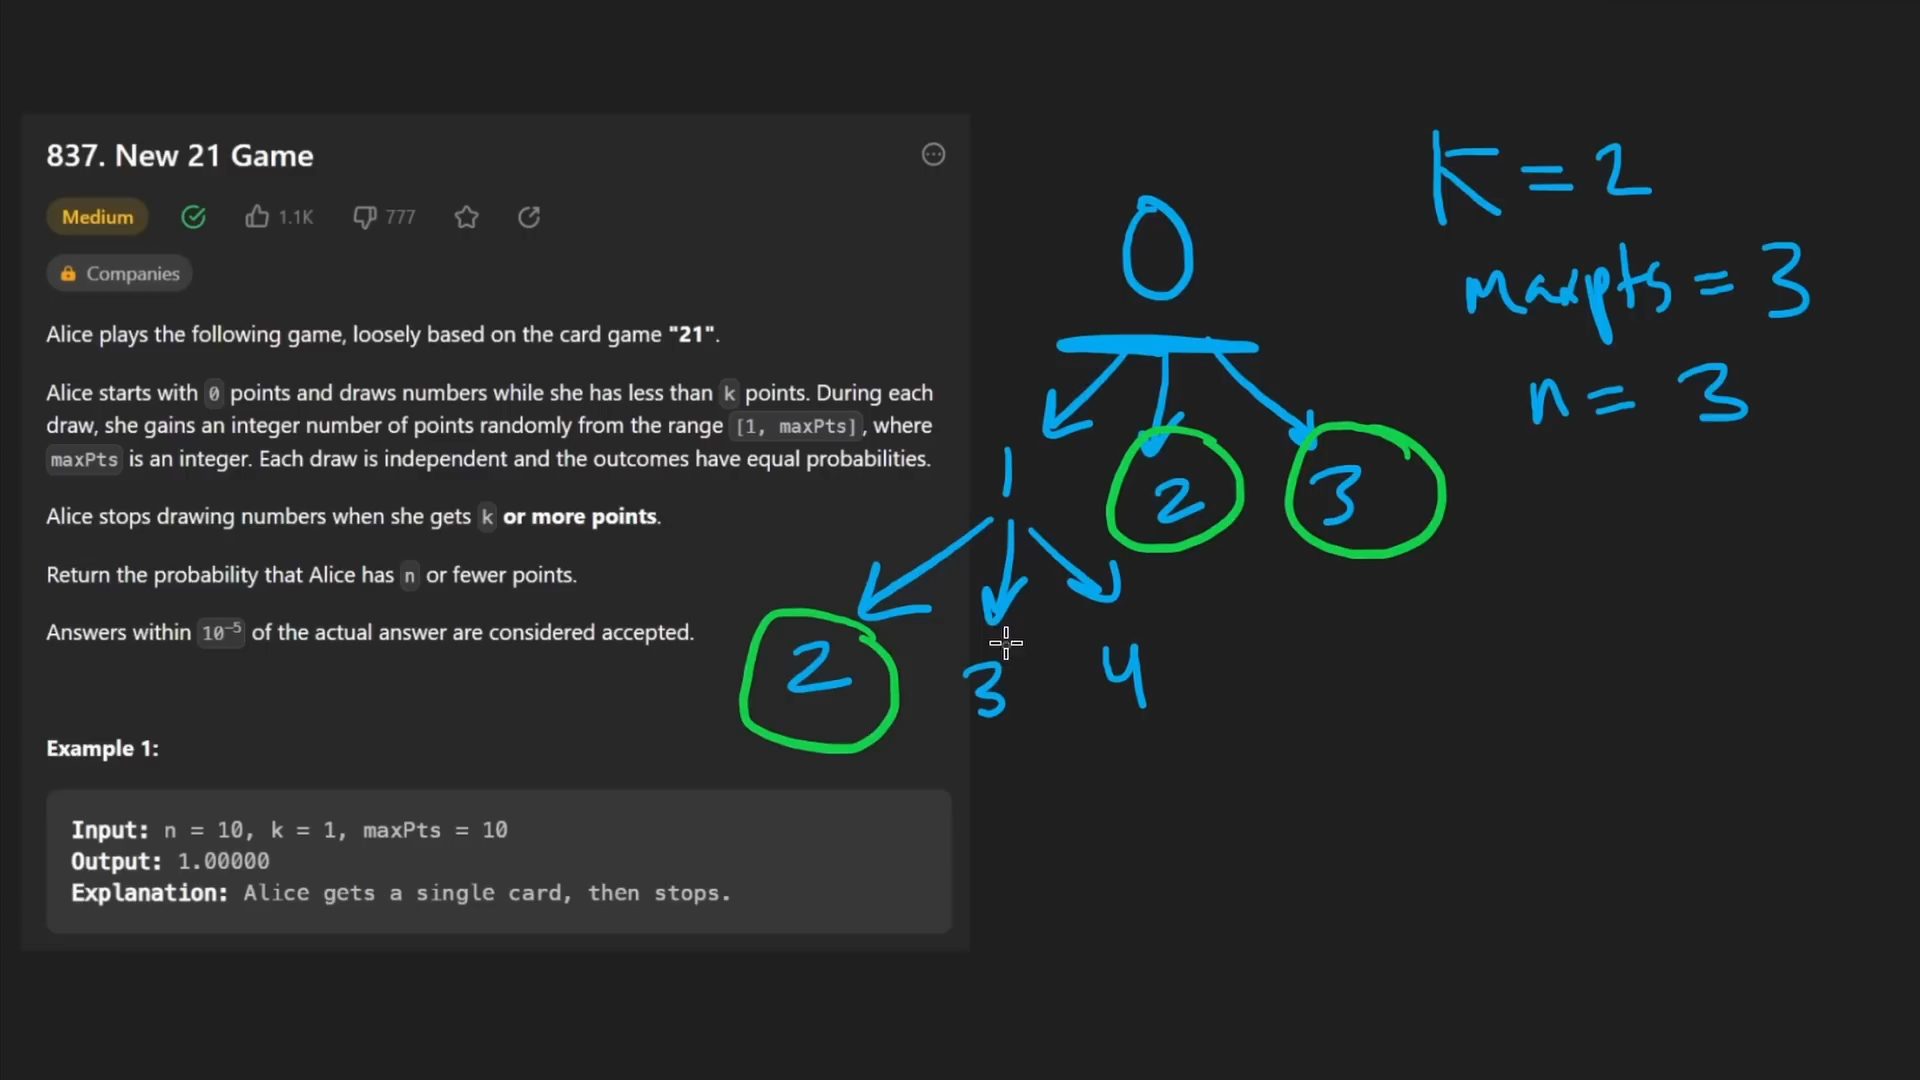 837. New 21 Game
Medium 1.1K 777
Companies
Alice plays the following game, loosely based on the card game "21".
Alice starts with 0 points and draws numbers while she has less than k points. During each
draw, she gains an integer number of points randomly from the range [1, maxPts], where
maxPts is an integer. Each draw is independent and the outcomes have equal probabilities.
Alice stops drawing numbers when she gets k or more points.
Return the probability that Alice has n or fewer points.
Answers within 10⁻⁵ of the actual answer are considered accepted.
Example 1:
Input: n = 10, k = 1, maxPts = 10
Output: 1.00000
Explanation: Alice gets a single card, then stops.
0
1 2 3
2 3 4
K = 2
maxpts = 3
n = 3